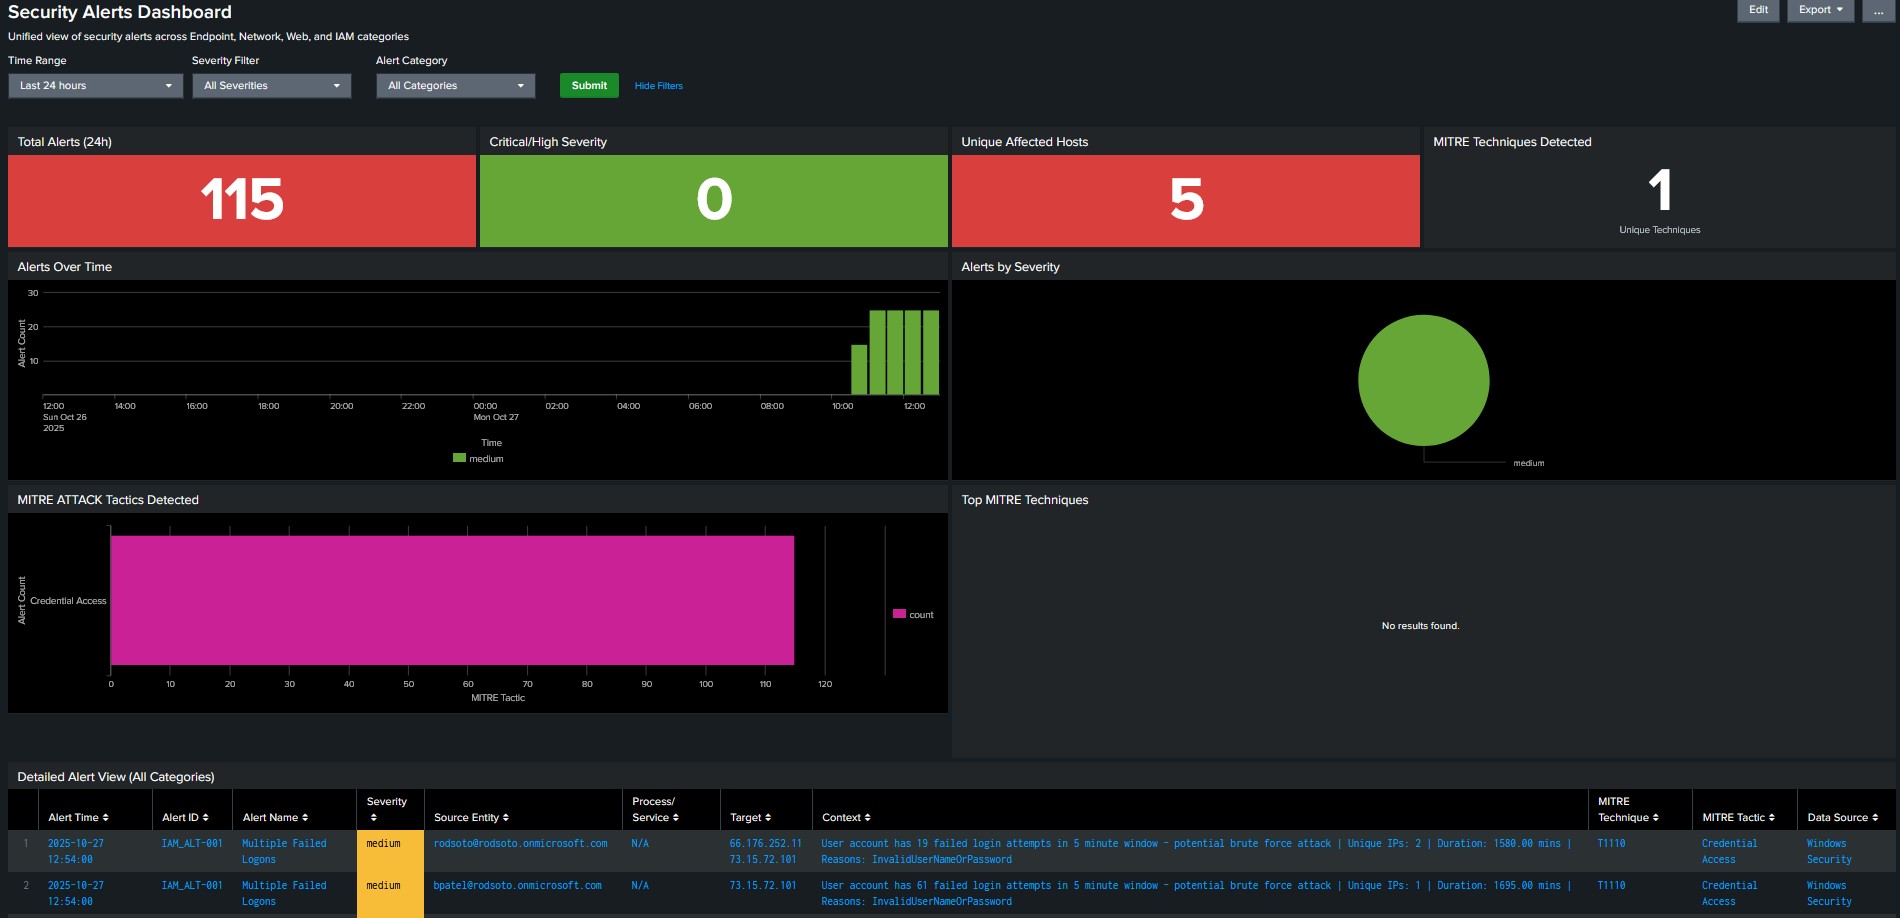 Security Alerts Dashboard
Edit
Export
...
Unified view of security alerts across Endpoint, Network, Web, and IAM categories
Time Range
Severity Filter
Alert Category
Last 24 hours
All Severities
All Categories
Submit
Hide Filters
Total Alerts (24h)
Critical/High Severity
Unique Affected Hosts
MITRE Techniques Detected
115
0
5
1
Unique Techniques
Alerts Over Time
30
20
10
Alert Count
12:00
Sun Oct 26
2025
14:00
16:00
18:00
20:00
22:00
00:00
Mon Oct 27
02:00
04:00
06:00
08:00
10:00
12:00
Time
medium
Alerts by Severity
medium
MITRE ATTACK Tactics Detected
Alert Count
Credential Access
0
10
20
30
40
50
60
70
80
90
100
110
120
MITRE Tactic
count
Top MITRE Techniques
No results found.
Detailed Alert View (All Categories)
Alert Time
Alert ID
Alert Name
Severity
Source Entity
Process/
Service
Target
Context
MITRE
Technique
MITRE Tactic
Data Source
1
2025-10-27
12:54:00
IAM_ALT-001
Multiple Failed
Logons
medium
rodsoto@rodsoto.onmicrosoft.com
N/A
66.176.252.11
73.15.72.101
User account has 19 failed login attempts in 5 minute window - potential brute force attack | Unique IPs: 2 | Duration: 1580.00 mins |
Reasons: InvalidUserNameOrPassword
T1110
Credential
Access
Windows
Security
2
2025-10-27
12:54:00
IAM_ALT-001
Multiple Failed
Logons
medium
bpatel@rodsoto.onmicrosoft.com
N/A
73.15.72.101
User account has 61 failed login attempts in 5 minute window - potential brute force attack | Unique IPs: 1 | Duration: 1695.00 mins |
Reasons: InvalidUserNameOrPassword
T1110
Credential
Access
Windows
Security